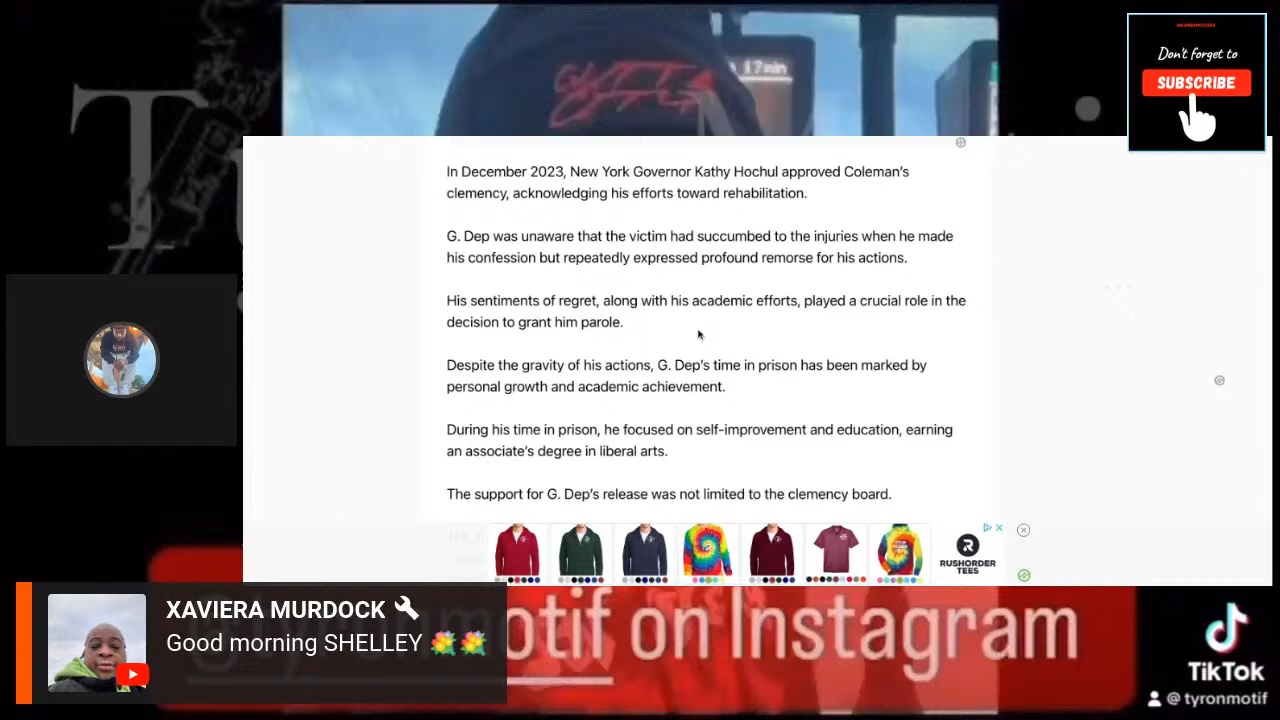 Don't forget to
SUBSCRIBE
17min
In December 2023, New York Governor Kathy Hochul approved Coleman's
clemency, acknowledging his efforts toward rehabilitation.
G. Dep was unaware that the victim had succumbed to the injuries when he made
his confession but repeatedly expressed profound remorse for his actions.
His sentiments of regret, along with his academic efforts, played a crucial role in the
decision to grant him parole.
Despite the gravity of his actions, G. Dep's time in prison has been marked by
personal growth and academic achievement.
During his time in prison, he focused on self-improvement and education, earning
an associate's degree in liberal arts.
The support for G. Dep's release was not limited to the clemency board.
RUSHORDER
TEES
XAVIERA MURDOCK
Good morning SHELLEY
motif on Instagram
TikTok
@ tyronmotif